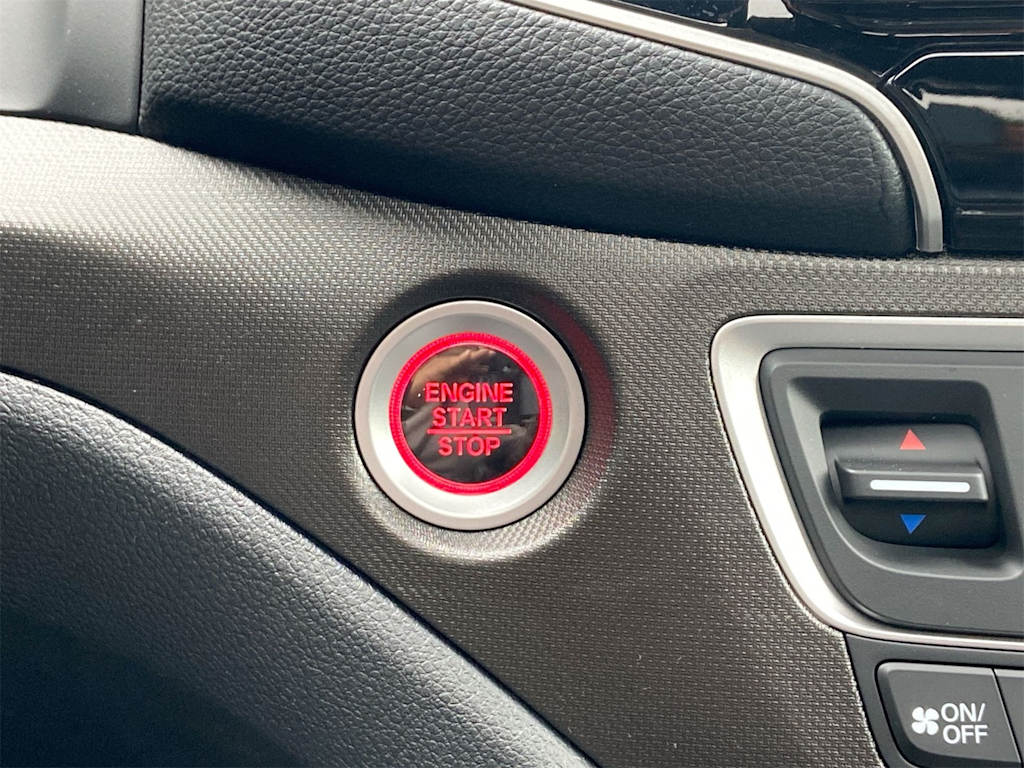 ENGINE
START
STOP
ON/
OFF